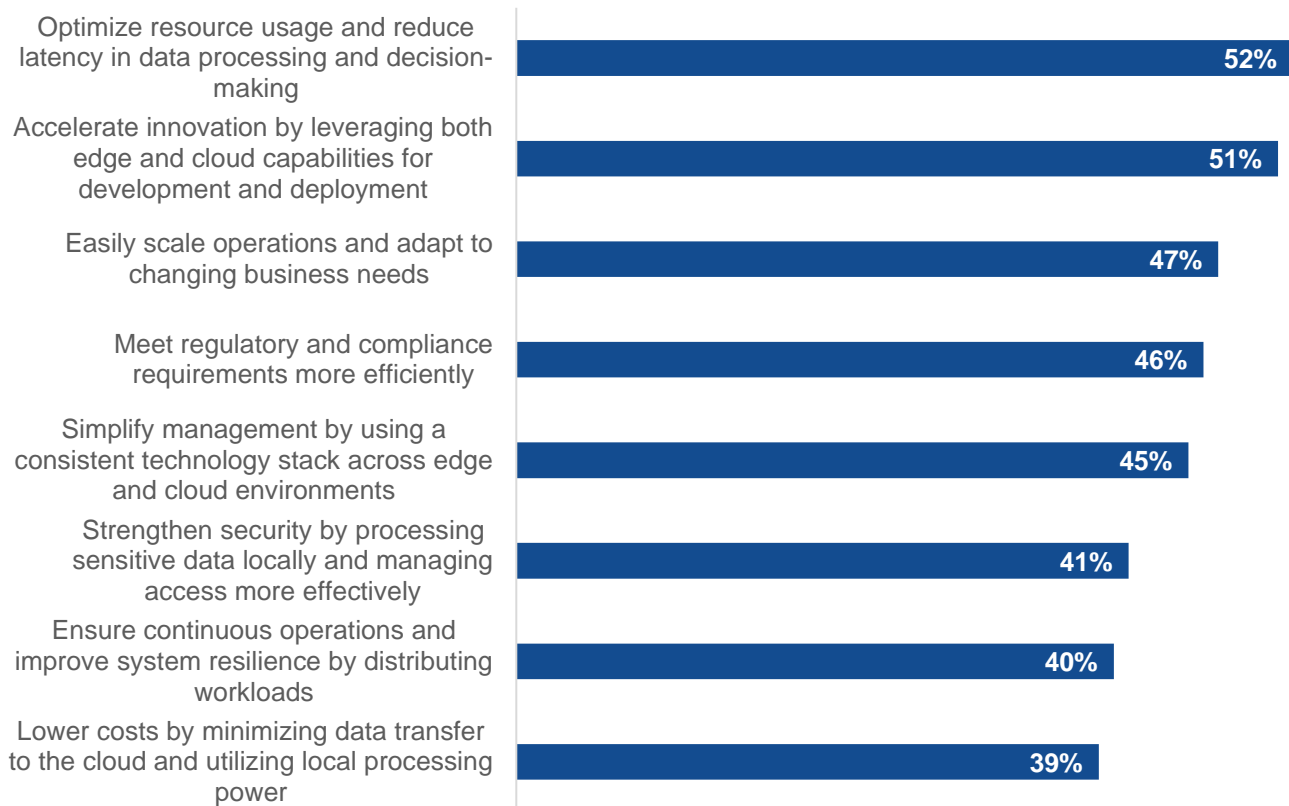 Optimize resource usage and reduce
latency in data processing and decision-
making
52%
Accelerate innovation by leveraging both
edge and cloud capabilities for
development and deployment
51%
Easily scale operations and adapt to
changing business needs
47%
Meet regulatory and compliance
requirements more efficiently
46%
Simplify management by using a
consistent technology stack across edge
and cloud environments
45%
Strengthen security by processing
sensitive data locally and managing
access more effectively
41%
Ensure continuous operations and
improve system resilience by distributing
workloads
40%
Lower costs by minimizing data transfer
to the cloud and utilizing local processing
power
39%